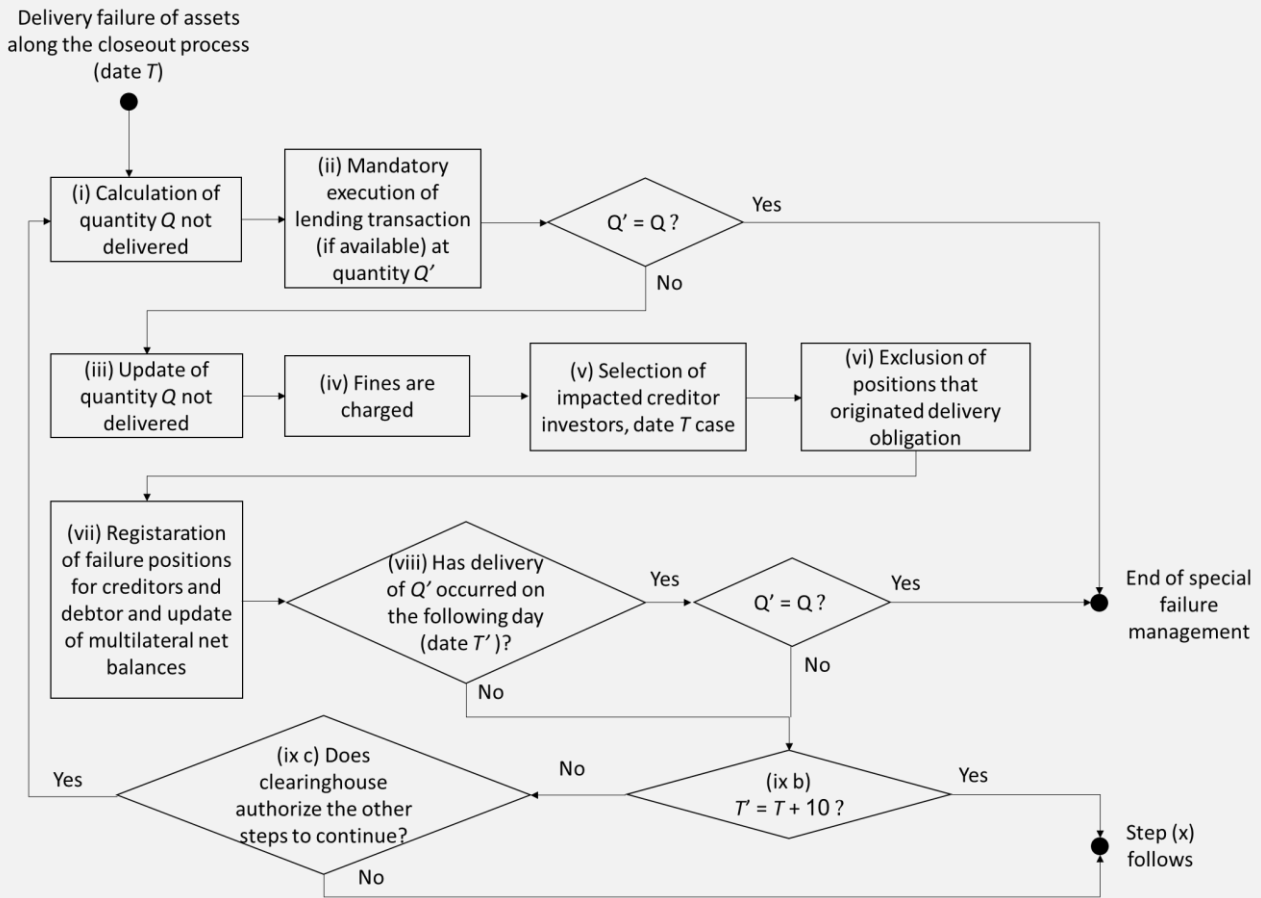 Delivery failure of assets
along the closeout process
(date T)
(i) Calculation of
quantity Q not
delivered
(ii) Mandatory
execution of
lending transaction
(if available) at
quantity Q’
Q’ = Q ?
Yes
No
(iii) Update of
quantity Q not
delivered
(iv) Fines are
charged
(v) Selection of
impacted creditor
investors, date T case
(vi) Exclusion of
positions that
originated delivery
obligation
(vii) Registaration
of failure positions
for creditors and
debtor and update
of multilateral net
balances
(viii) Has delivery
of Q’ occurred on
the following day
(date T’ )?
Yes
No
Q’ = Q ?
Yes
No
End of special
failure
management
(ix b)
T’ = T + 10 ?
No
Yes
(ix c) Does
clearinghouse
authorize the other
steps to continue?
Yes
No
Step (x)
follows